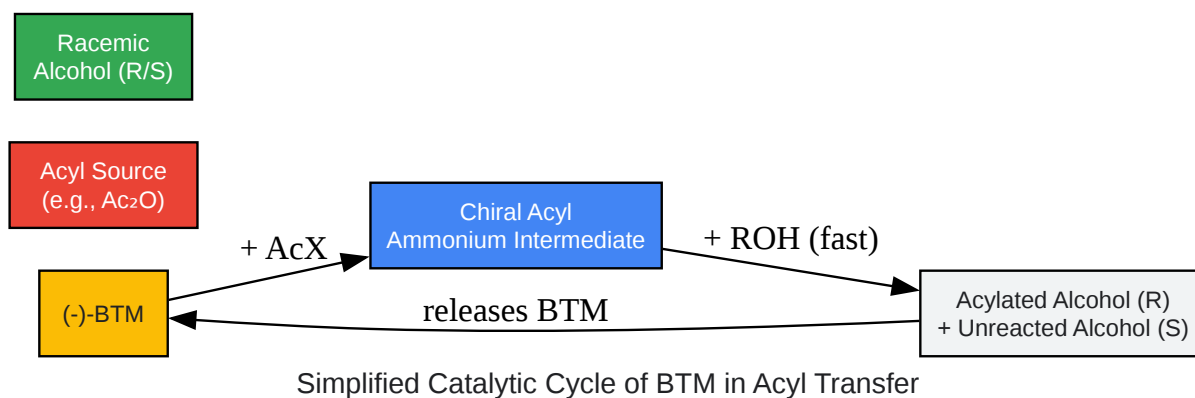 Racemic
Alcohol (R/S)
Acyl Source
(e.g., Ac₂O)
(-)-BTM
+ AcX
Chiral Acyl
Ammonium Intermediate
+ ROH (fast)
releases BTM
Acylated Alcohol (R)
+ Unreacted Alcohol (S)
Simplified Catalytic Cycle of BTM in Acyl Transfer